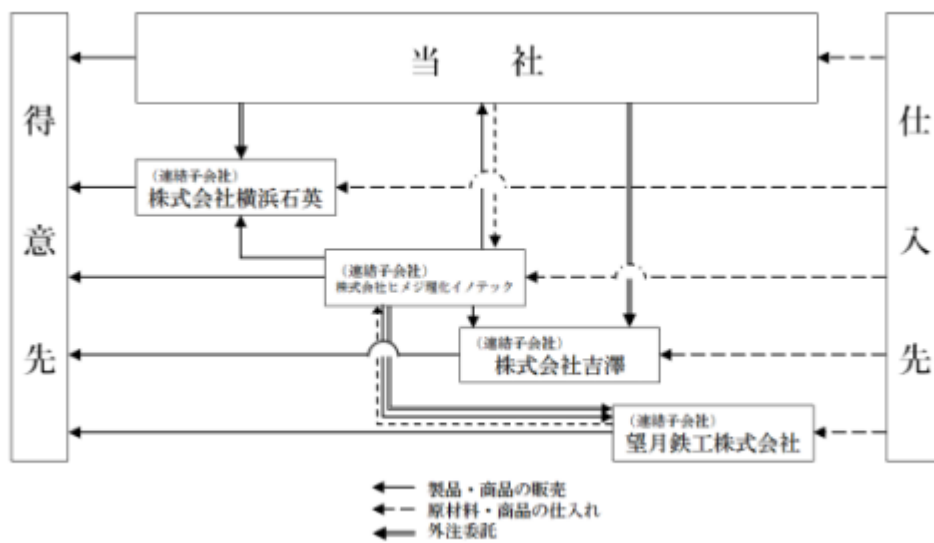 当 社
得意先
仕入先
(連結子会社)
株式会社横浜石英
(連結子会社)
株式会社ヒメジ理化イノテック
(連結子会社)
株式会社吉澤
(連結子会社)
望月鉄工株式会社
製品・商品の販売
原材料・商品の仕入れ
外注委託